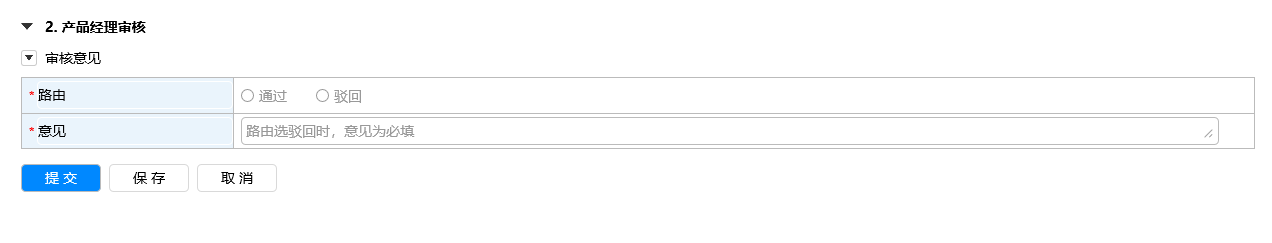 2. 产品经理审核
审核意见
* 路由 通过 驳回
* 意见 路由选驳回时，意见为必填
提交 保存 取消